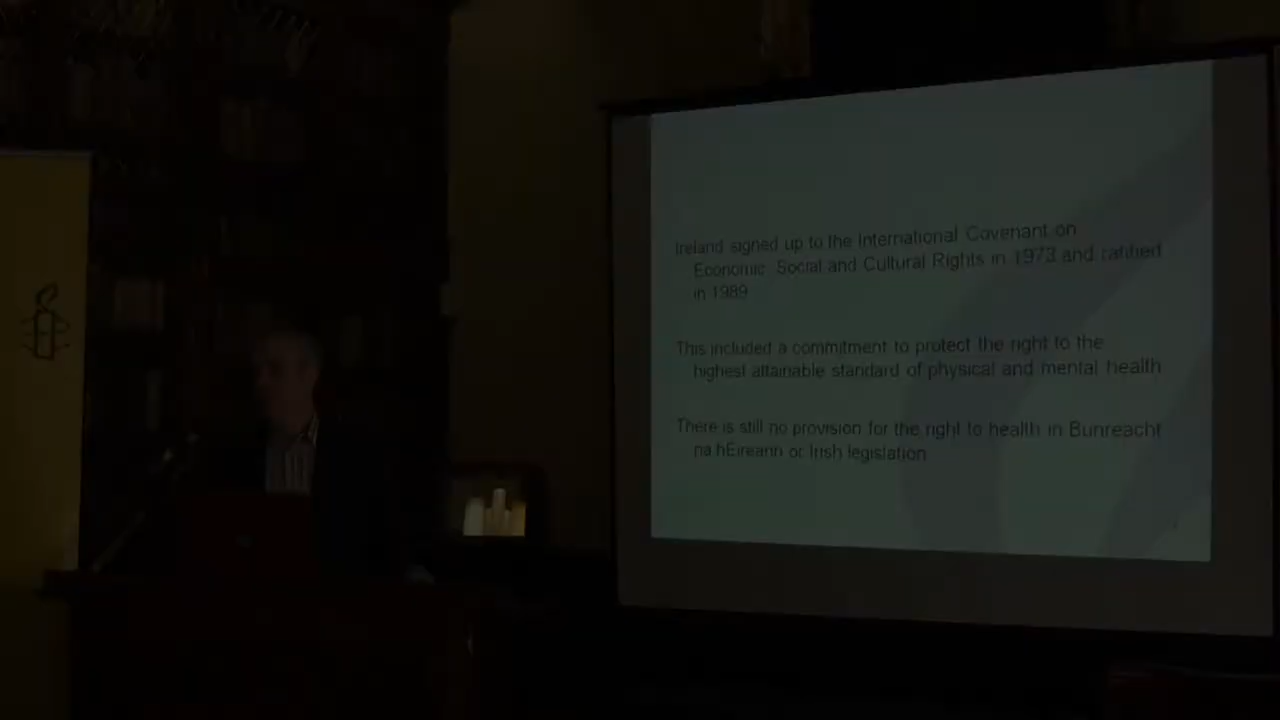 Ireland signed up to the International Covenant on
Economic, Social and Cultural Rights in 1973 and ratified
in 1989
This included a commitment to protect the right to the
highest attainable standard of physical and mental health
There is still no provision for the right to health in Bunreacht
na hEireann or Irish legislation